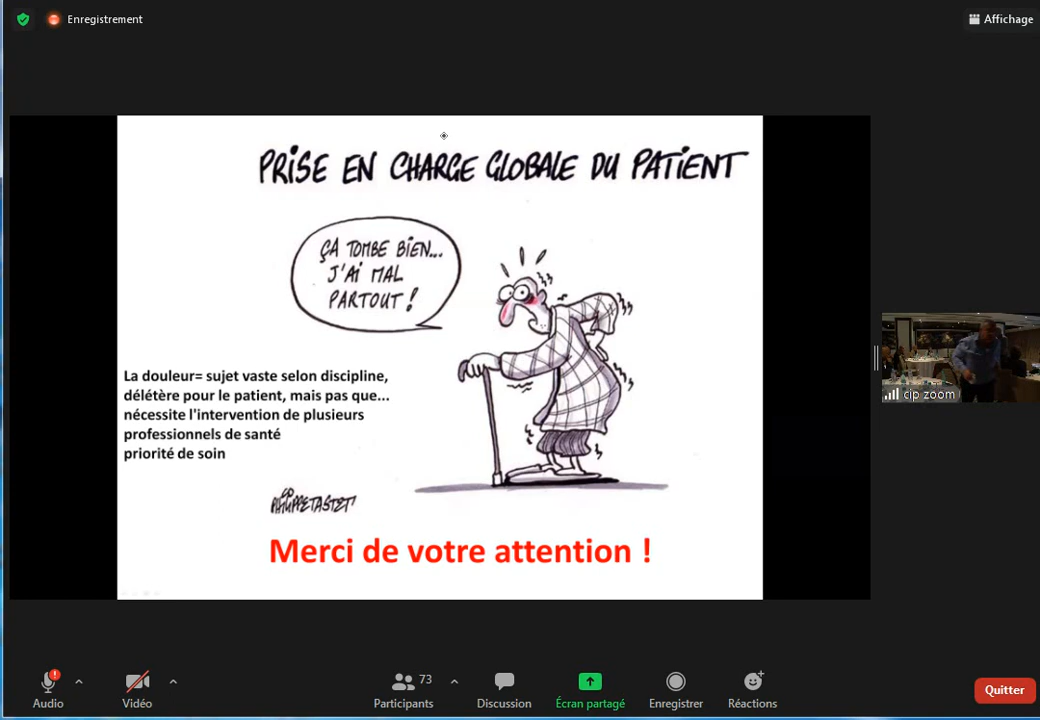 Enregistrement
Affichage
PRISE EN CHARGE GLOBALE DU PATIENT
ÇA TOMBE BIEN...
J'AI MAL
PARTOUT !
La douleur= sujet vaste selon discipline,
délétère pour le patient, mais pas que...
nécessite l'intervention de plusieurs
professionnels de santé
priorité de soin
PHILIPPE TASTET
Merci de votre attention !
cip zoom
Audio
Vidéo
73
Participants
Discussion
Écran partagé
Enregistrer
Réactions
Quitter